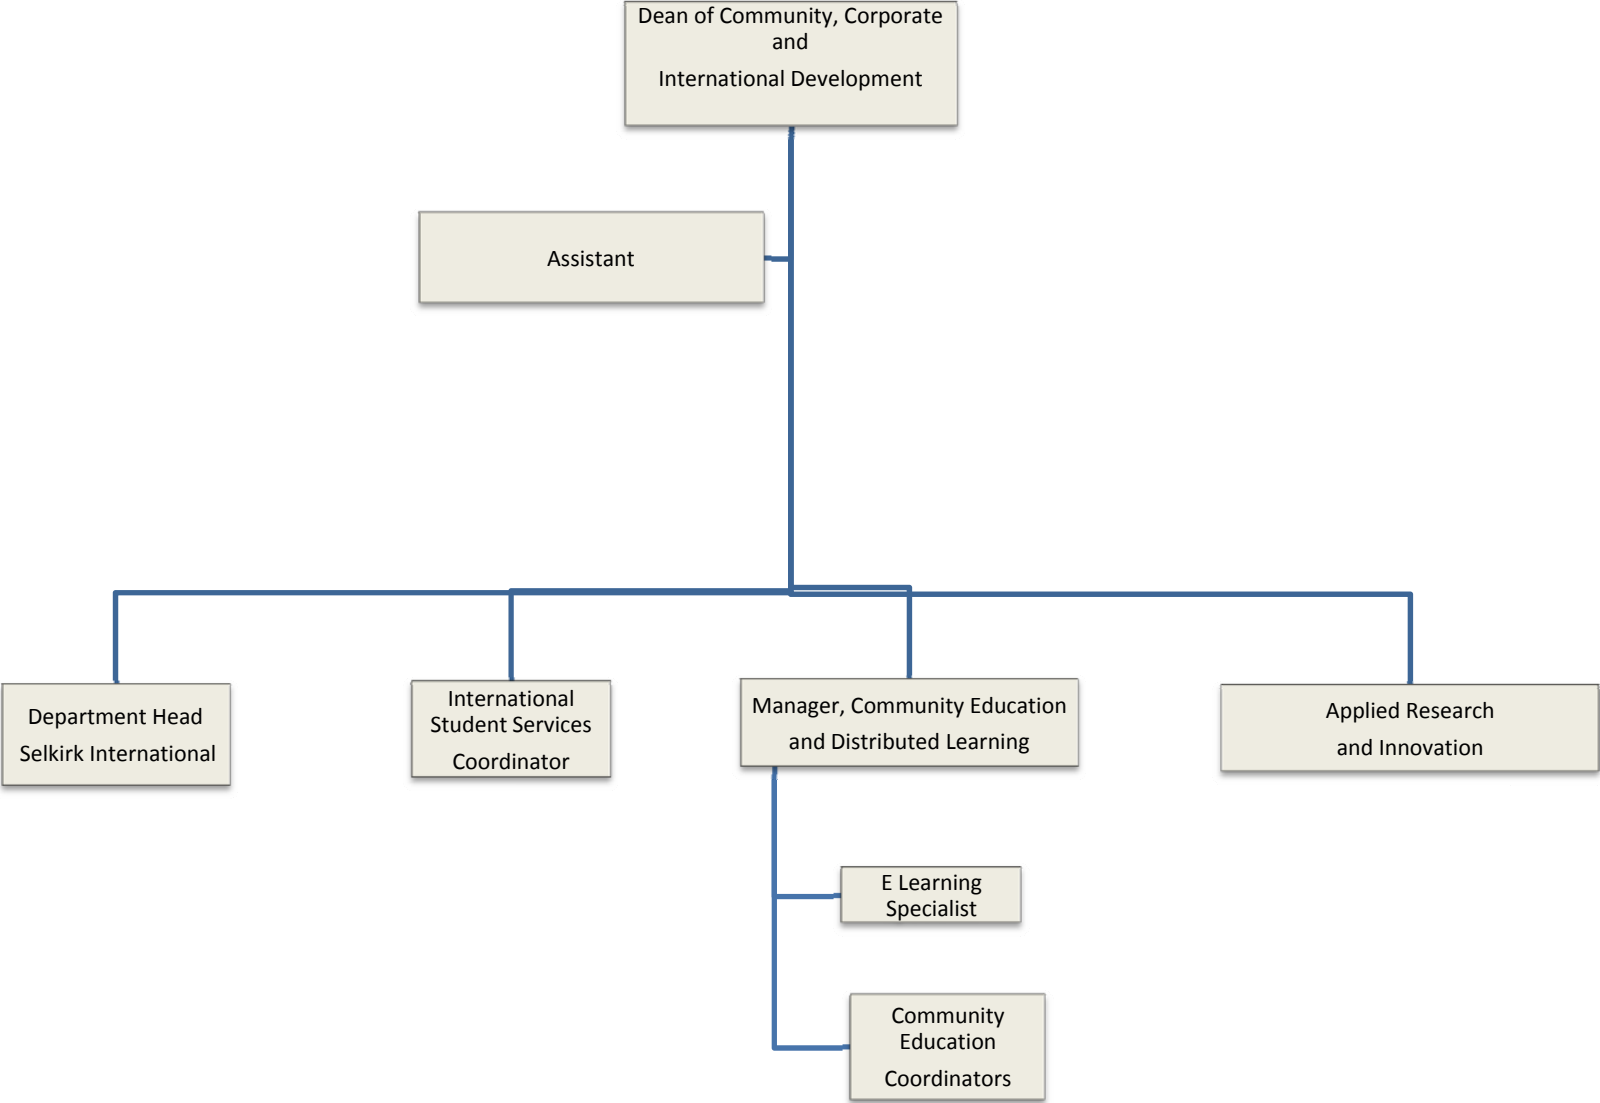 Dean of Community, Corporate
and
International Development
Assistant
Department Head
Selkirk International
International
Student Services
Coordinator
Manager, Community Education
and Distributed Learning
Applied Research
and Innovation
E Learning
Specialist
Community
Education
Coordinators